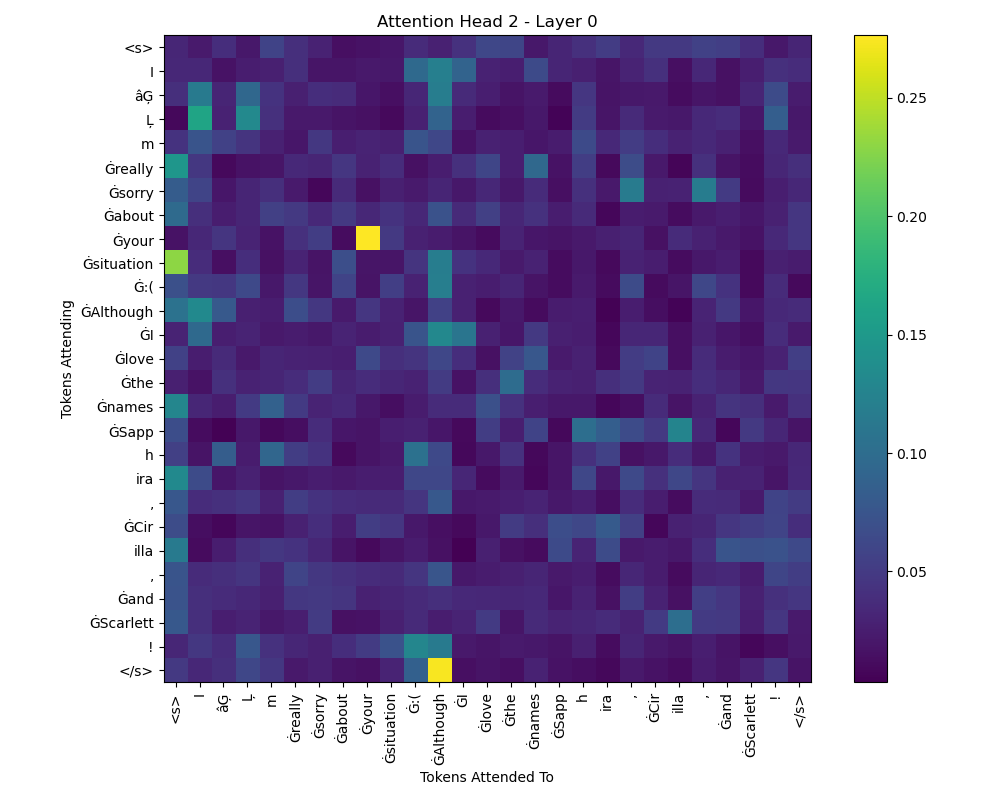 Attention Head 2 - Layer 0
Tokens Attending
<s>
I
âĢ
Ļ
m
Ġreally
Ġsorry
Ġabout
Ġyour
Ġsituation
Ġ:(
ĠAlthough
ĠI
Ġlove
Ġthe
Ġnames
ĠSapp
h
ira
,
ĠCir
illa
,
Ġand
ĠScarlett
!
</s>
<s>
I
âĢ
Ļ
m
Ġreally
Ġsorry
Ġabout
Ġyour
Ġsituation
Ġ:(
ĠAlthough
ĠI
Ġlove
Ġthe
Ġnames
ĠSapp
h
ira
,
ĠCir
illa
,
Ġand
ĠScarlett
!
</s>
Tokens Attended To
0.25
0.20
0.15
0.10
0.05